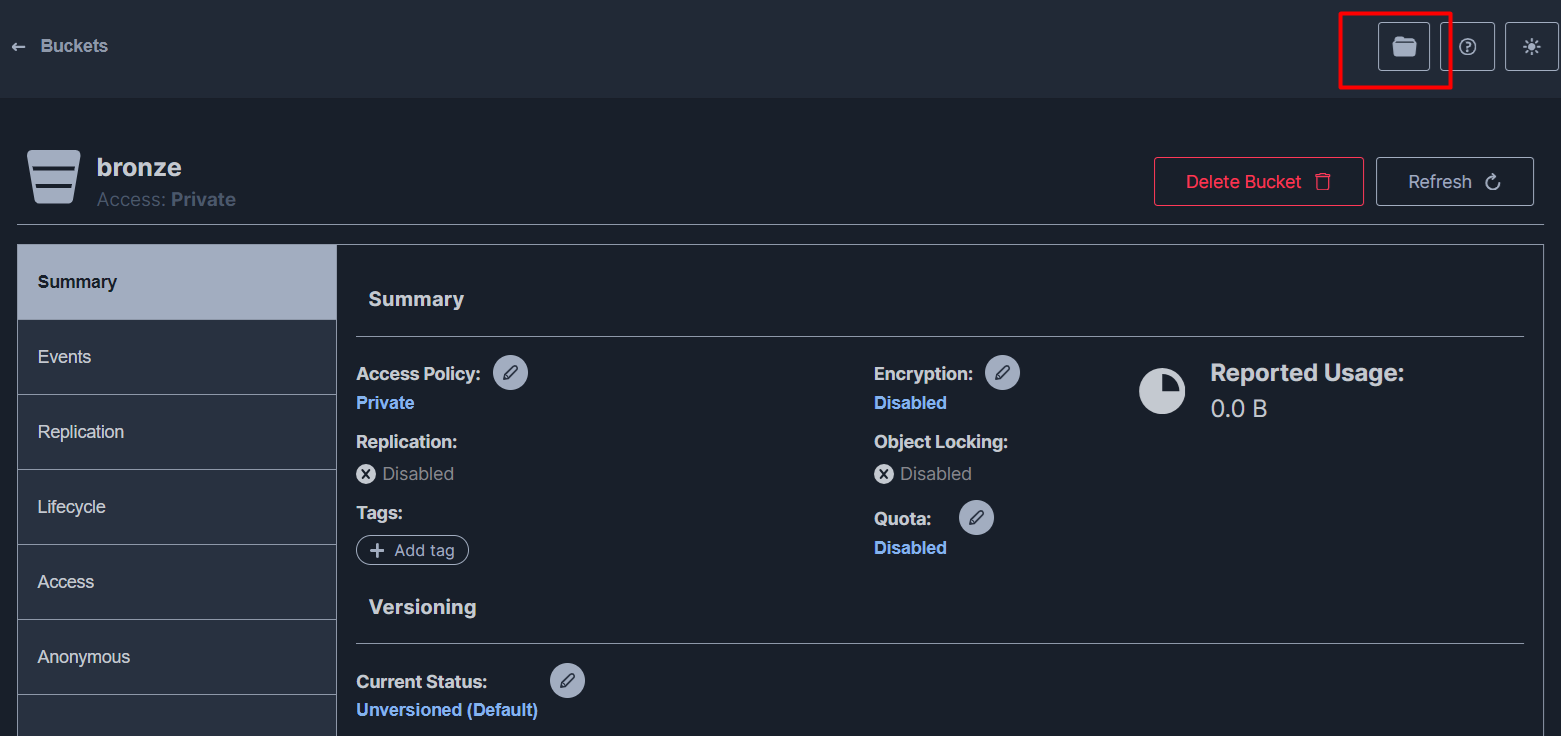 ← Buckets
bronze
Access: Private
Delete Bucket
Refresh
Summary
Events
Replication
Lifecycle
Access
Anonymous
Summary
Access Policy:
Private
Encryption:
Disabled
Reported Usage:
0.0 B
Replication:
Disabled
Object Locking:
Disabled
Tags:
+ Add tag
Quota:
Disabled
Versioning
Current Status:
Unversioned (Default)